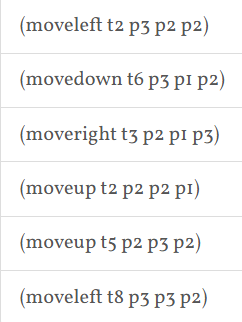 (moveleft t2 p3 p2 p2)
(movedown t6 p3 p1 p2)
(moveright t3 p2 p1 p3)
(moveup t2 p2 p2 p1)
(moveup t5 p2 p3 p2)
(moveleft t8 p3 p3 p2)